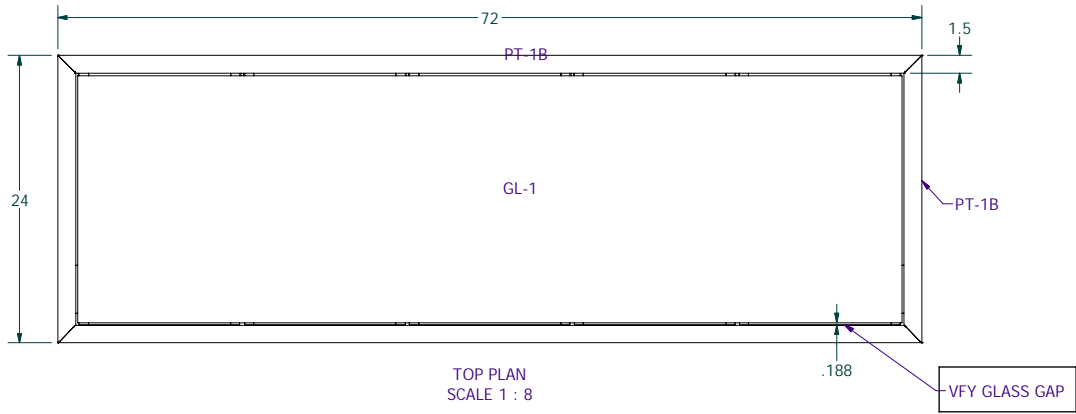 72
1.5
PT-1B
24
GL-1
PT-1B
.188
TOP PLAN
SCALE 1 : 8
VFY GLASS GAP